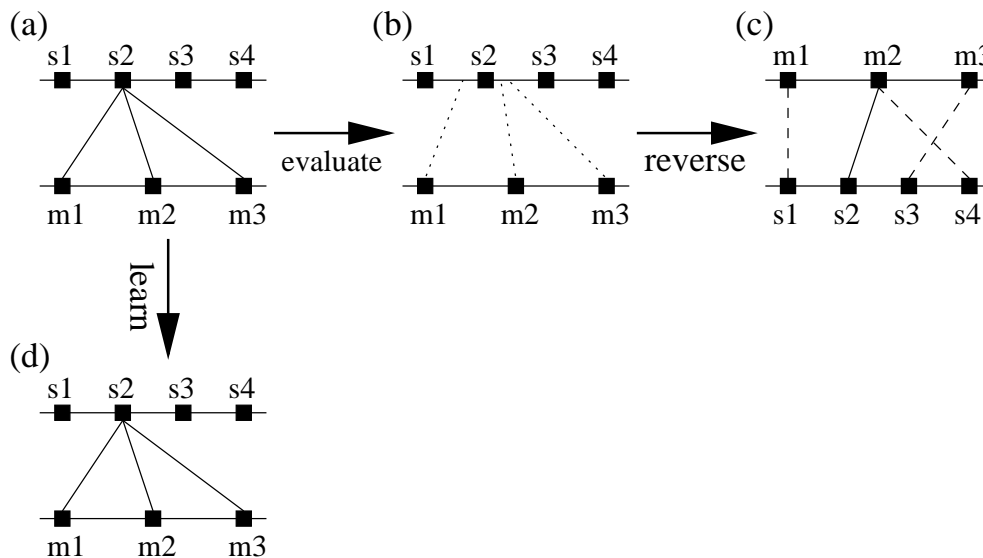 (a)
s1 s2 s3 s4
m1 m2 m3
evaluate
(b)
s1 s2 s3 s4
m1 m2 m3
reverse
(c)
m1 m2 m3
s1 s2 s3 s4
learn
(d)
s1 s2 s3 s4
m1 m2 m3